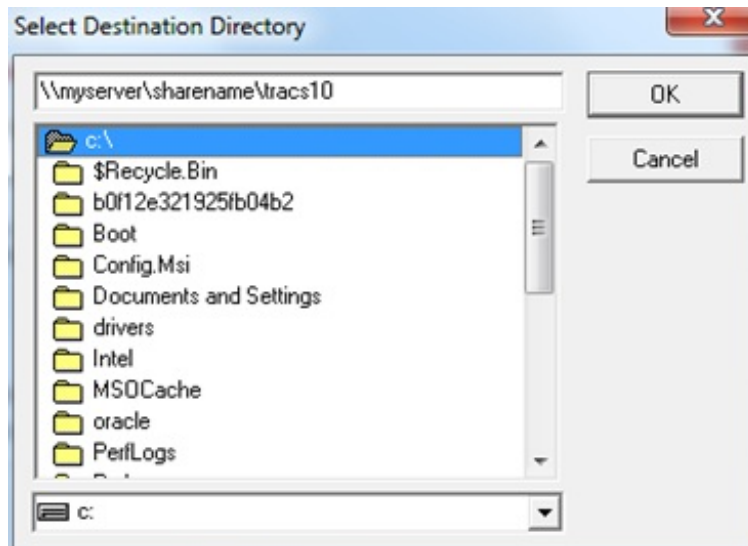 Select Destination Directory
\\myserver\sharename\tracs10
OK
c:\
Cancel
$Recycle.Bin
b0f12e321925fb04b2
Boot
Config.Msi
Documents and Settings
drivers
Intel
MSOCache
oracle
PerfLogs
c: